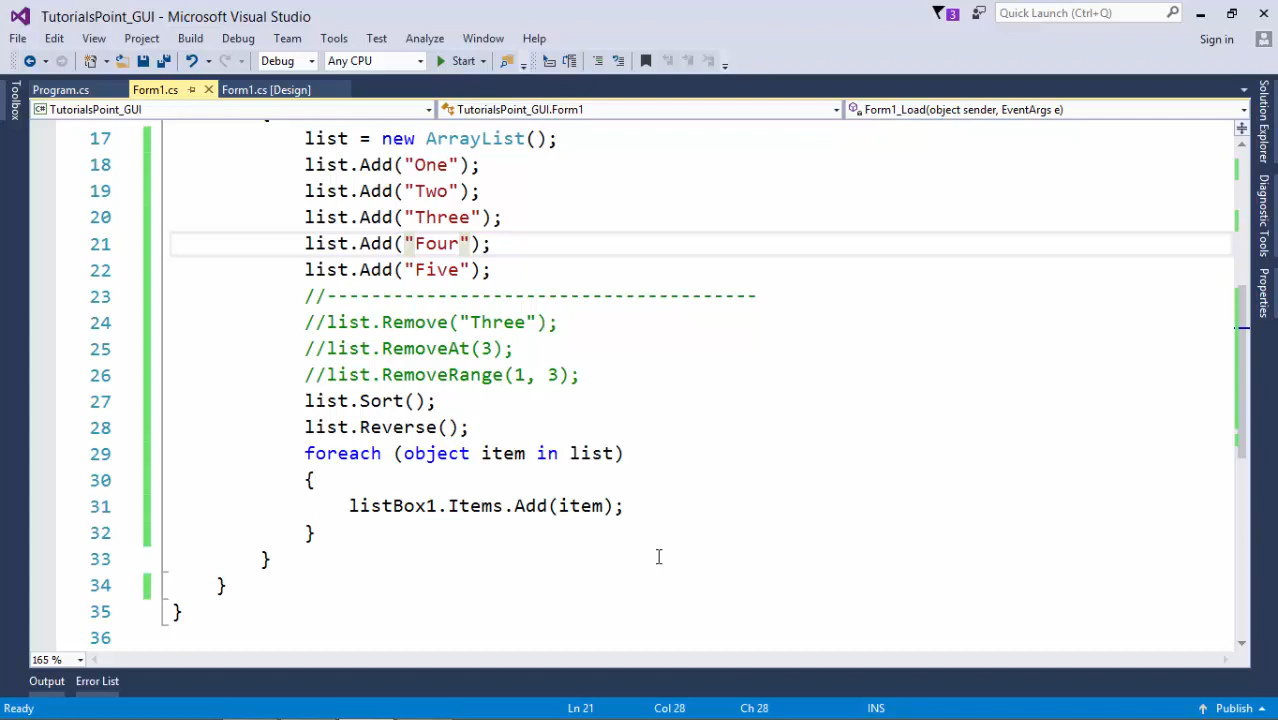 TutorialsPoint_GUI - Microsoft Visual Studio
3
Quick Launch (Ctrl+Q)
File Edit View Project Build Debug Team Tools Test Analyze Window Help
Sign in
Debug Any CPU Start
Program.cs Form1.cs Form1.cs [Design]
TutorialsPoint_GUI TutorialsPoint_GUI.Form1 Form1_Load(object sender, EventArgs e)
Toolbox
Solution Explorer
Diagnostic Tools
Properties
17 list = new ArrayList();
18 list.Add("One");
19 list.Add("Two");
20 list.Add("Three");
21 list.Add("Four");
22 list.Add("Five");
23 //---------------------------------------
24 //list.Remove("Three");
25 //list.RemoveAt(3);
26 //list.RemoveRange(1, 3);
27 list.Sort();
28 list.Reverse();
29 foreach (object item in list)
30 {
31 listBox1.Items.Add(item);
32 }
33 }
34 }
35 }
36
165 %
Output Error List
Ready Ln 21 Col 28 Ch 28 INS Publish